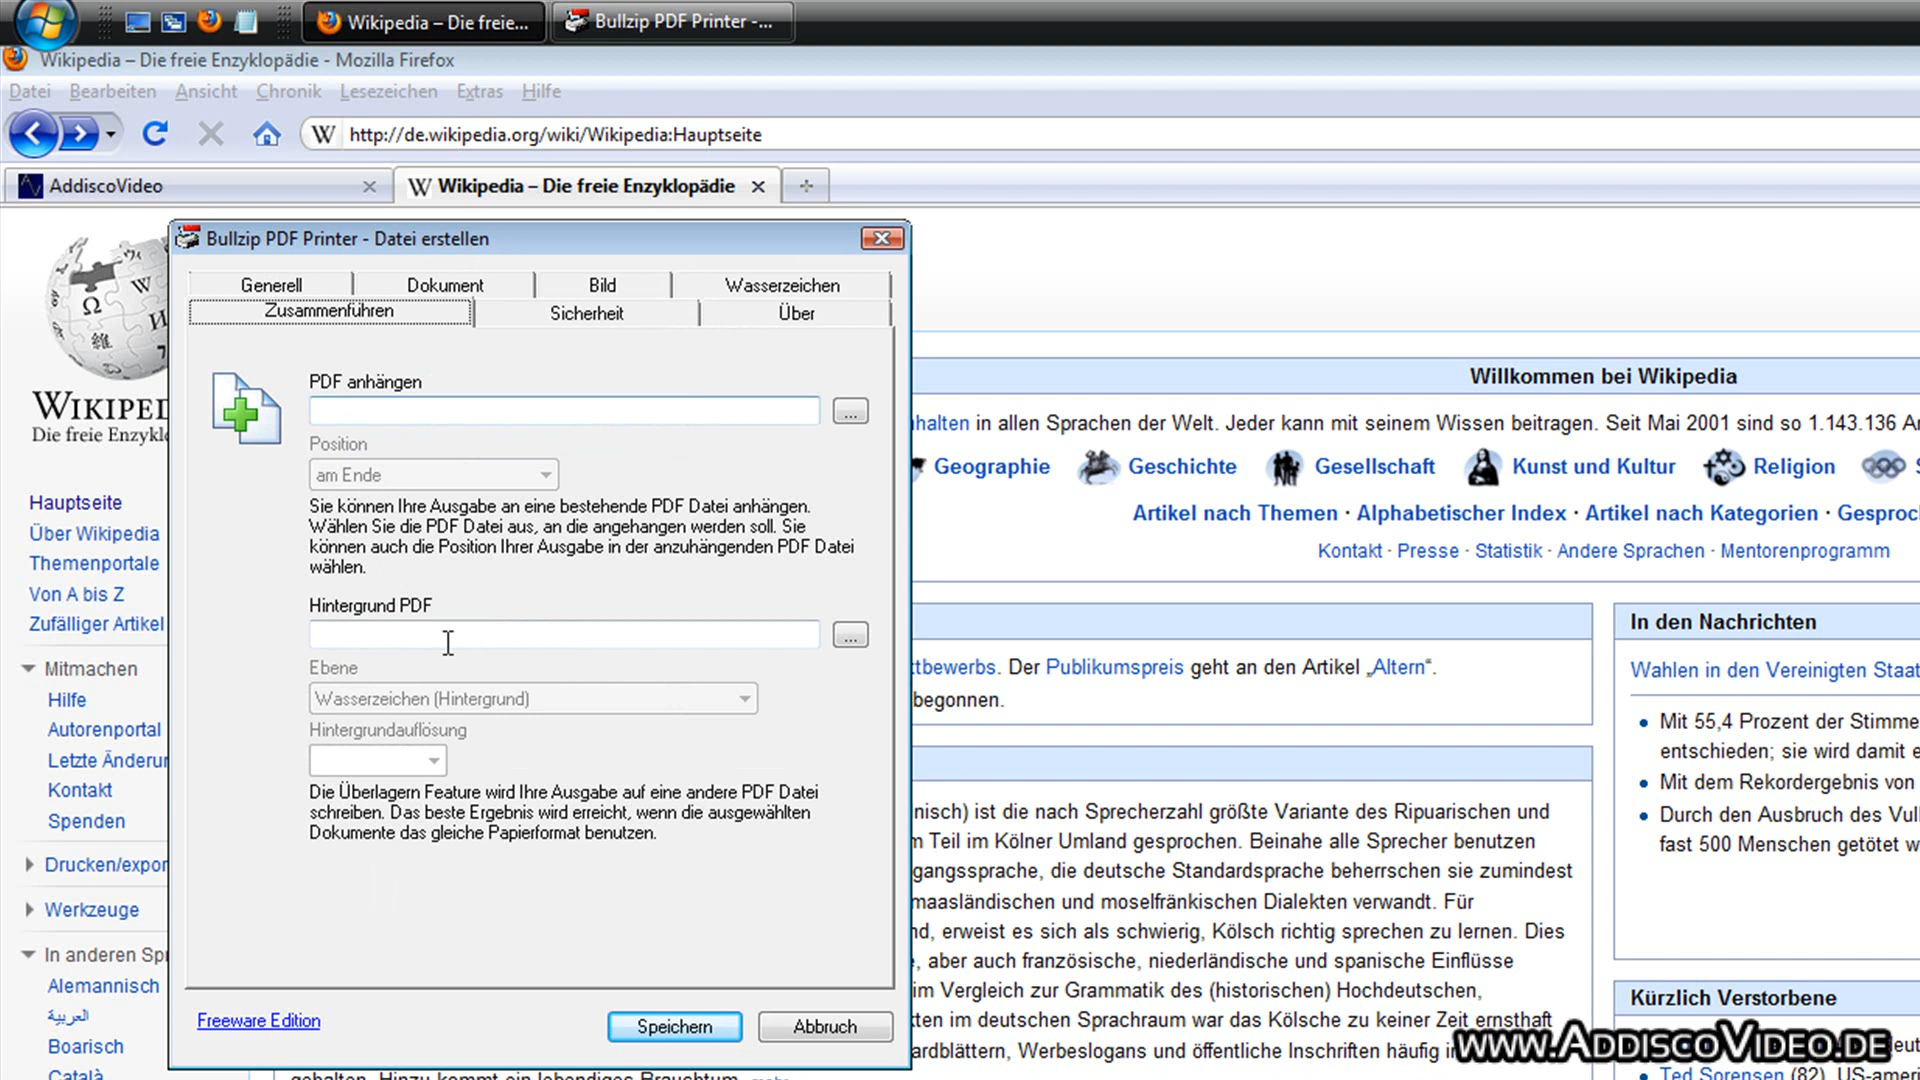 Wikipedia – Die freie...
Bullzip PDF Printer -...
Wikipedia – Die freie Enzyklopädie - Mozilla Firefox
Datei Bearbeiten Ansicht Chronik Lesezeichen Extras Hilfe
W http://de.wikipedia.org/wiki/Wikipedia:Hauptseite
AddiscoVideo
W Wikipedia – Die freie Enzyklopädie
Bullzip PDF Printer - Datei erstellen
Generell Dokument Bild Wasserzeichen
Zusammenführen Sicherheit Über
PDF anhängen
...
Position
am Ende
Sie können Ihre Ausgabe an eine bestehende PDF Datei anhängen.
Wählen Sie die PDF Datei aus, an die angehangen werden soll. Sie
können auch die Position Ihrer Ausgabe in der anzuhängenden PDF Datei
wählen.
Hintergrund PDF
...
Ebene
Wasserzeichen (Hintergrund)
Hintergrundauflösung
Die Überlagern Feature wird Ihre Ausgabe auf eine andere PDF Datei
schreiben. Das beste Ergebnis wird erreicht, wenn die ausgewählten
Dokumente das gleiche Papierformat benutzen.
Freeware Edition
Speichern Abbruch
WIKIPE
Die freie Enzykl
Hauptseite
Über Wikipedia
Themenportale
Von A bis Z
Zufälliger Artikel
Mitmachen
Hilfe
Autorenportal
Letzte Änderu
Kontakt
Spenden
Drucken/expor
Werkzeuge
In anderen Sp
Alemannisch
العربية
Boarisch
Català
Willkommen bei Wikipedia
halten in allen Sprachen der Welt. Jeder kann mit seinem Wissen beitragen. Seit Mai 2001 sind so 1.143.136 A
Geographie Geschichte Gesellschaft Kunst und Kultur Religion
Artikel nach Themen · Alphabetischer Index · Artikel nach Kategorien · Gesproc
Kontakt · Presse · Statistik · Andere Sprachen · Mentorenprogramm
ttbewerbs. Der Publikumspreis geht an den Artikel „Altern“.
begonnen.
nisch) ist die nach Sprecherzahl größte Variante des Ripuarischen und
m Teil im Kölner Umland gesprochen. Beinahe alle Sprecher benutzen
gangssprache, die deutsche Standardsprache beherrschen sie zumindest
maasländischen und moselfränkischen Dialekten verwandt. Für
nd, erweist es sich als schwierig, Kölsch richtig sprechen zu lernen. Dies
, aber auch französische, niederländische und spanische Einflüsse
im Vergleich zur Grammatik des (historischen) Hochdeutschen,
kten im deutschen Sprachraum war das Kölsche zu keiner Zeit ernsthaft
ardblättern, Werbeslogans und öffentliche Inschriften häufig i
gehalten. Hinzu kommt ein lebendiges Brauchtum. mehr
In den Nachrichten
Wahlen in den Vereinigten Staat
Mit 55,4 Prozent der Stimme
entschieden; sie wird damit e
Mit dem Rekordergebnis von
Durch den Ausbruch des Vul
fast 500 Menschen getötet w
Kürzlich Verstorbene
Ted Sorensen (82), US-ameri
www.AddiscoVideo.de